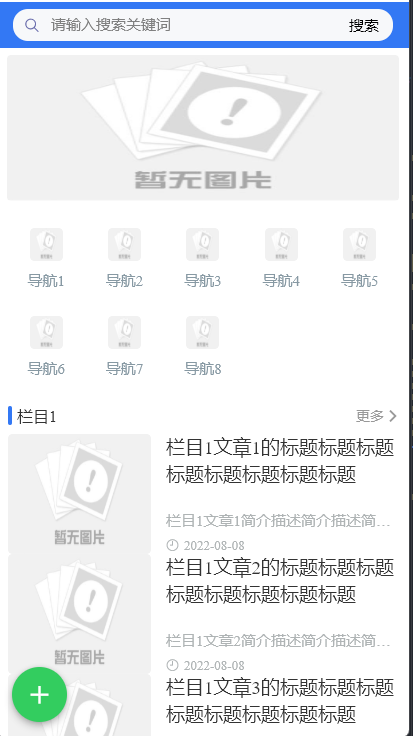 请输入搜索关键词 搜索
暂无图片
导航1 导航2 导航3 导航4 导航5
导航6 导航7 导航8
栏目1 更多
栏目1文章1的标题标题标题
标题标题标题标题标题
暂无图片
栏目1文章1简介描述简介描述简...
2022-08-08
栏目1文章2的标题标题标题
标题标题标题标题标题
暂无图片
栏目1文章2简介描述简介描述简...
2022-08-08
栏目1文章3的标题标题标题
标题标题标题标题标题